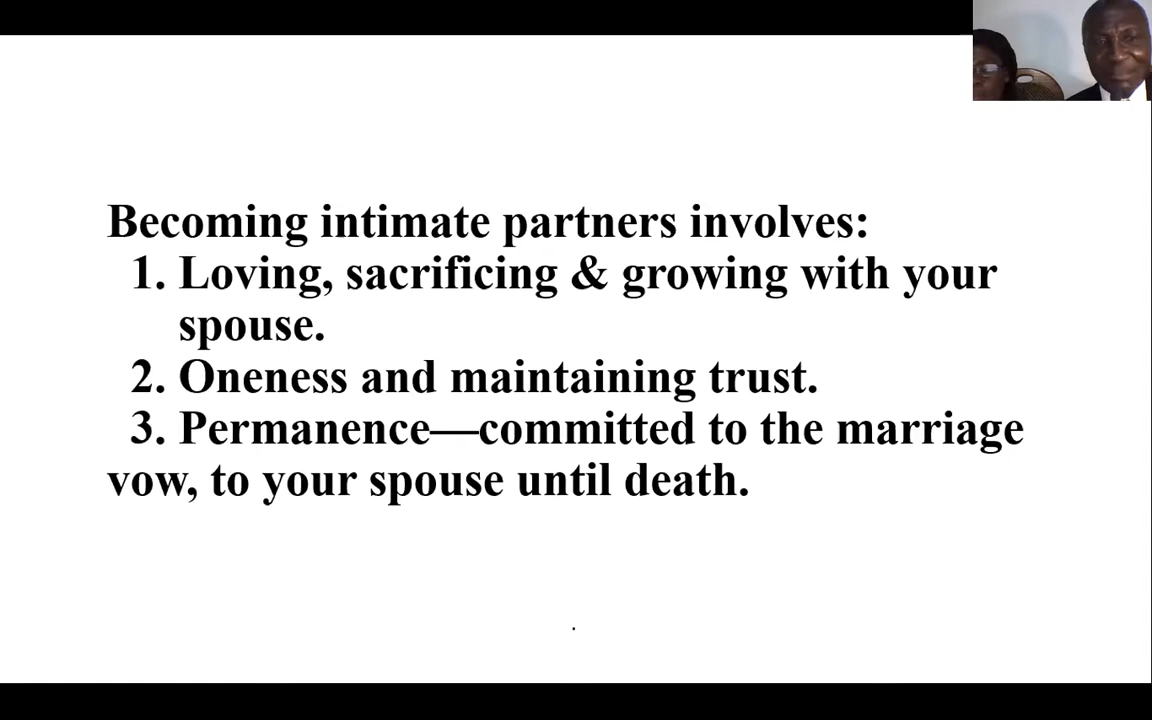 Becoming intimate partners involves:
1. Loving, sacrificing & growing with your
spouse.
2. Oneness and maintaining trust.
3. Permanence—committed to the marriage
vow, to your spouse until death.
.